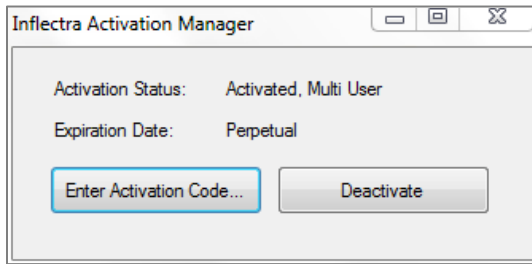 Inflectra Activation Manager
Activation Status: Activated, Multi User
Expiration Date: Perpetual
Enter Activation Code... Deactivate